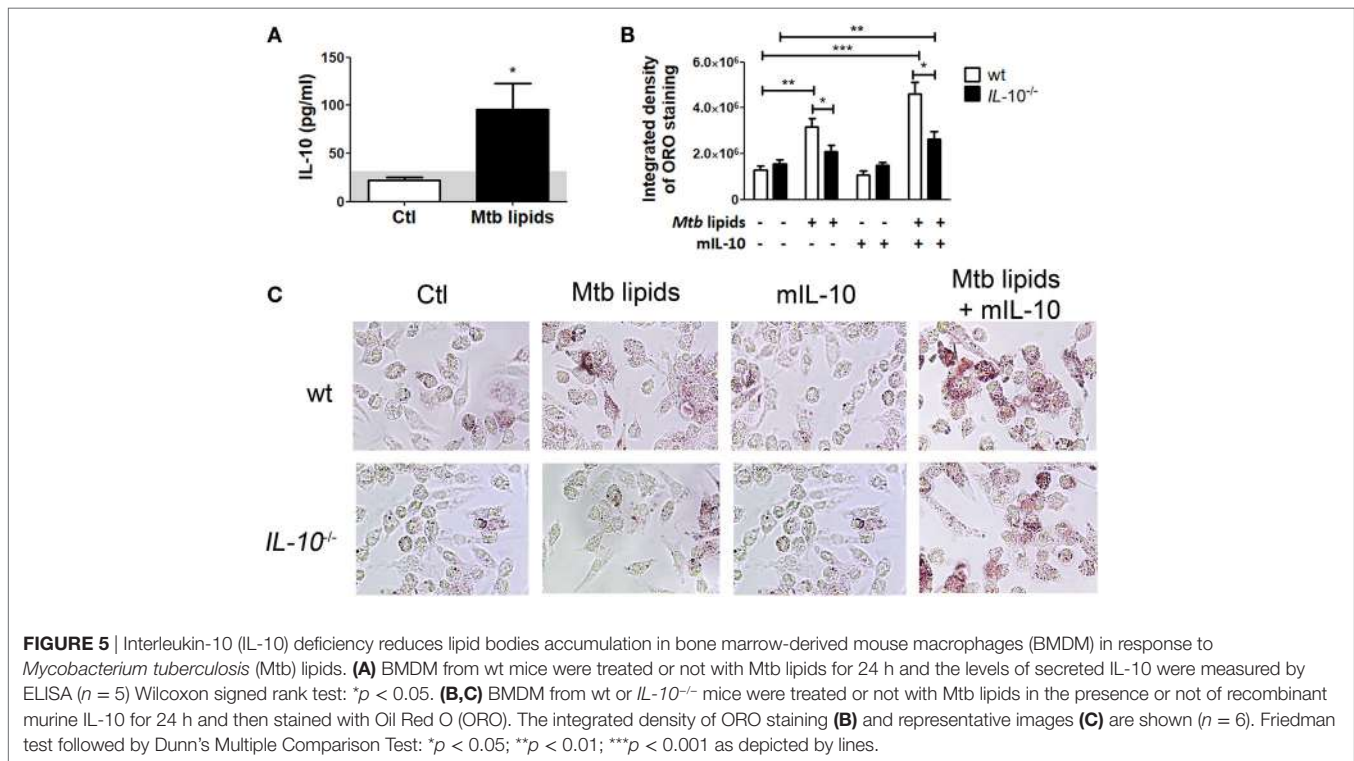 A
150
100
50
0
IL-10 (pg/ml)
*
Ctl
Mtb lipids
B
**
***
6.0×10⁶
4.0×10⁶
2.0×10⁶
0
Integrated density
of ORO staining
**
*
*
wt
IL-10-/-
Mtb lipids - - + + - - + +
mIL-10 - - - - + + + +
C
Ctl
Mtb lipids
mIL-10
Mtb lipids
+ mIL-10
wt
IL-10-/-
FIGURE 5 | Interleukin-10 (IL-10) deficiency reduces lipid bodies accumulation in bone marrow-derived mouse macrophages (BMDM) in response to
Mycobacterium tuberculosis (Mtb) lipids. (A) BMDM from wt mice were treated or not with Mtb lipids for 24 h and the levels of secreted IL-10 were measured by
ELISA (n = 5) Wilcoxon signed rank test: *p < 0.05. (B,C) BMDM from wt or IL-10−/− mice were treated or not with Mtb lipids in the presence or not of recombinant
murine IL-10 for 24 h and then stained with Oil Red O (ORO). The integrated density of ORO staining (B) and representative images (C) are shown (n = 6). Friedman
test followed by Dunn's Multiple Comparison Test: *p < 0.05; **p < 0.01; ***p < 0.001 as depicted by lines.